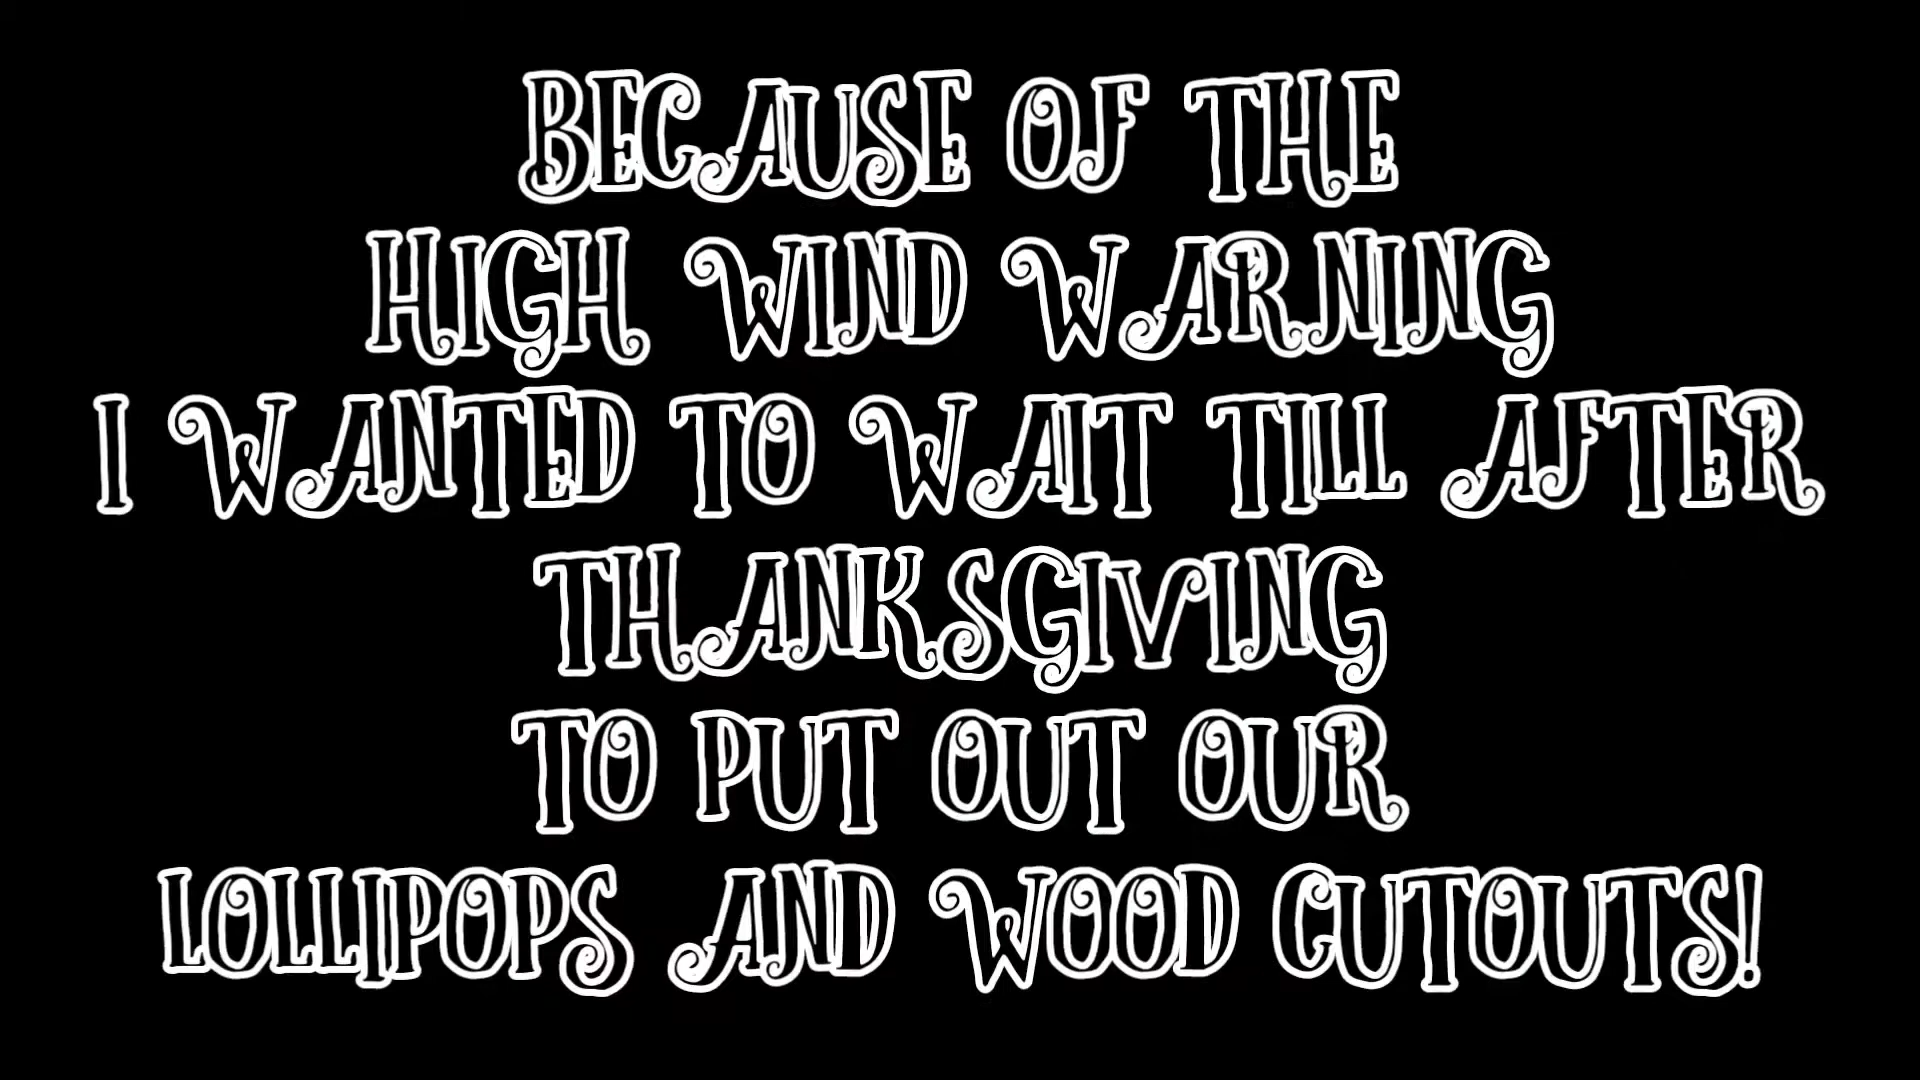 BECAUSE OF THE
HIGH WIND WARNING
I WANTED TO WAIT TILL AFTER
THANKSGIVING
TO PUT OUT OUR
LOLLIPOPS AND WOOD CUTOUTS!